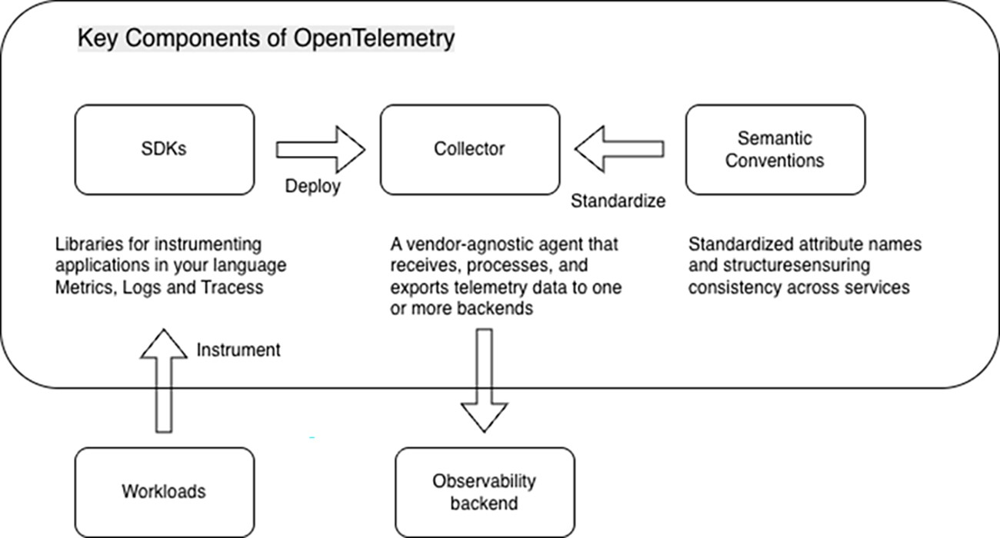 Key Components of OpenTelemetry
SDKs
Deploy
Collector
Standardize
Semantic
Conventions
Libraries for instrumenting
applications in your language
Metrics, Logs and Tracess
A vendor-agnostic agent that
receives, processes, and
exports telemetry data to one
or more backends
Standardized attribute names
and structuresensuring
consistency across services
Instrument
Workloads
Observability
backend